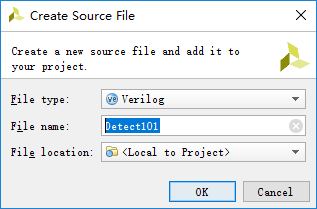 Create Source File
Create a new source file and add it to
your project.
File type: Verilog
File name: Detect101
File location: <Local to Project>
OK Cancel